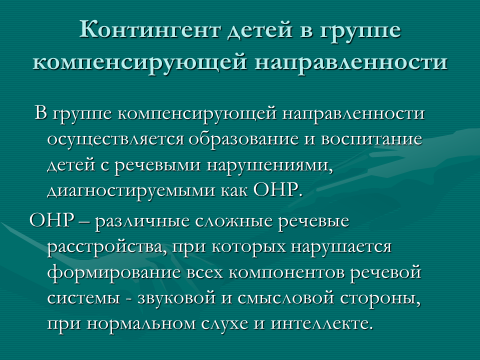 Контингент детей в группе
компенсирующей направленности
В группе компенсирующей направленности
осуществляется образование и воспитание
детей с речевыми нарушениями,
диагностируемыми как ОНР.
ОНР – различные сложные речевые
расстройства, при которых нарушается
формирование всех компонентов речевой
системы - звуковой и смысловой стороны,
при нормальном слухе и интеллекте.